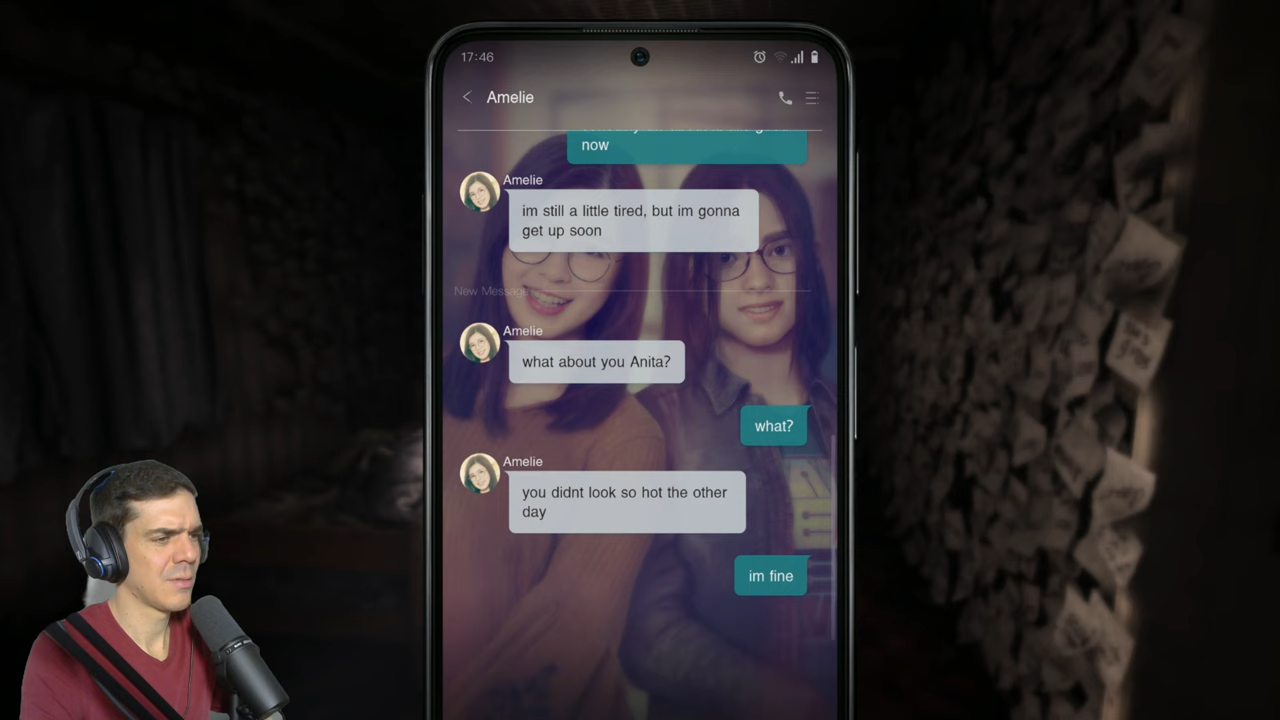 17:46
Amelie
now
Amelie
im still a little tired, but im gonna
get up soon
New Message
Amelie
what about you Anita?
what?
Amelie
you didnt look so hot the other
day
im fine